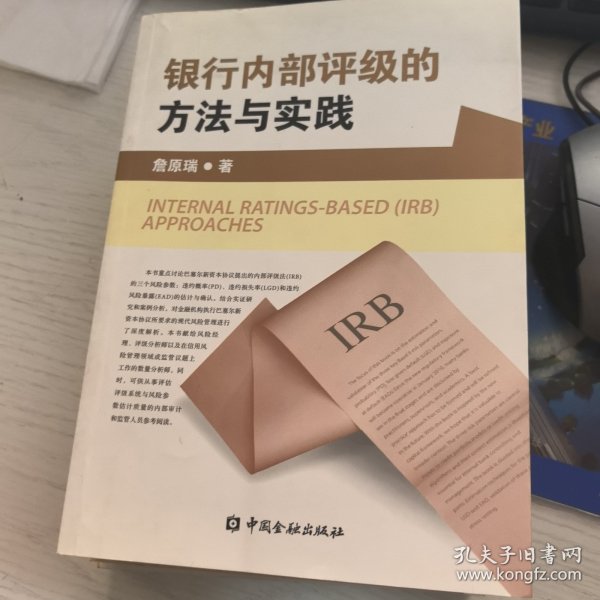 银行内部评级的
方法与实践
詹原瑞 ● 著
INTERNAL RATINGS-BASED (IRB)
APPROACHES
本书重点讨论巴塞尔新资本协议提出的内部评级法(IRB)
的三个风险参数：违约概率(PD)、违约损失率(LGD)和违约
风险暴露(EAD)的估计与确认。结合实证研
究和案例分析，对金融机构执行巴塞尔新
资本协议所要求的现代风险管理进行
了深度解析。本书献给风险经
理、评级分析师以及在信用风
险管理领域或监管议题上
工作的数量分析师。同
时，可供从事评估
评级系统与风险参
数估计质量的内部审计
和监管人员参考阅读。
IRB
中国金融出版社
孔夫子旧书网
www.kongfz.com